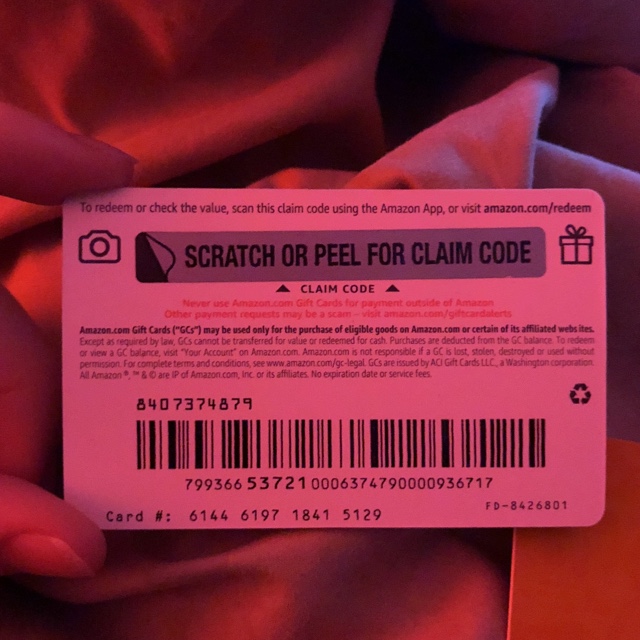 To redeem or check the value, scan this claim code using the Amazon App, or visit amazon.com/redeem
SCRATCH OR PEEL FOR CLAIM CODE
▲ CLAIM CODE ▲
Never use Amazon.com Gift Cards for payment outside of Amazon
Other payment requests may be a scam – visit amazon.com/giftcardalerts
Amazon.com Gift Cards ("GCs") may be used only for the purchase of eligible goods on Amazon.com or certain of its affiliated websites.
Except as required by law, GCs cannot be transferred for value or redeemed for cash. Purchases are deducted from the GC balance. To redeem
or view a GC balance, visit "Your Account" on Amazon.com. Amazon.com is not responsible if a GC is lost, stolen, destroyed or used without
permission. For complete terms and conditions, see www.amazon.com/gc-legal. GCs are issued by ACI Gift Cards LLC., a Washington corporation.
All Amazon ®, ™ & © are IP of Amazon.com, Inc. or its affiliates. No expiration date or service fees.
8407374879
799366 53721 0006374790000936717
FD-8426801
Card #: 6144 6197 1841 5129